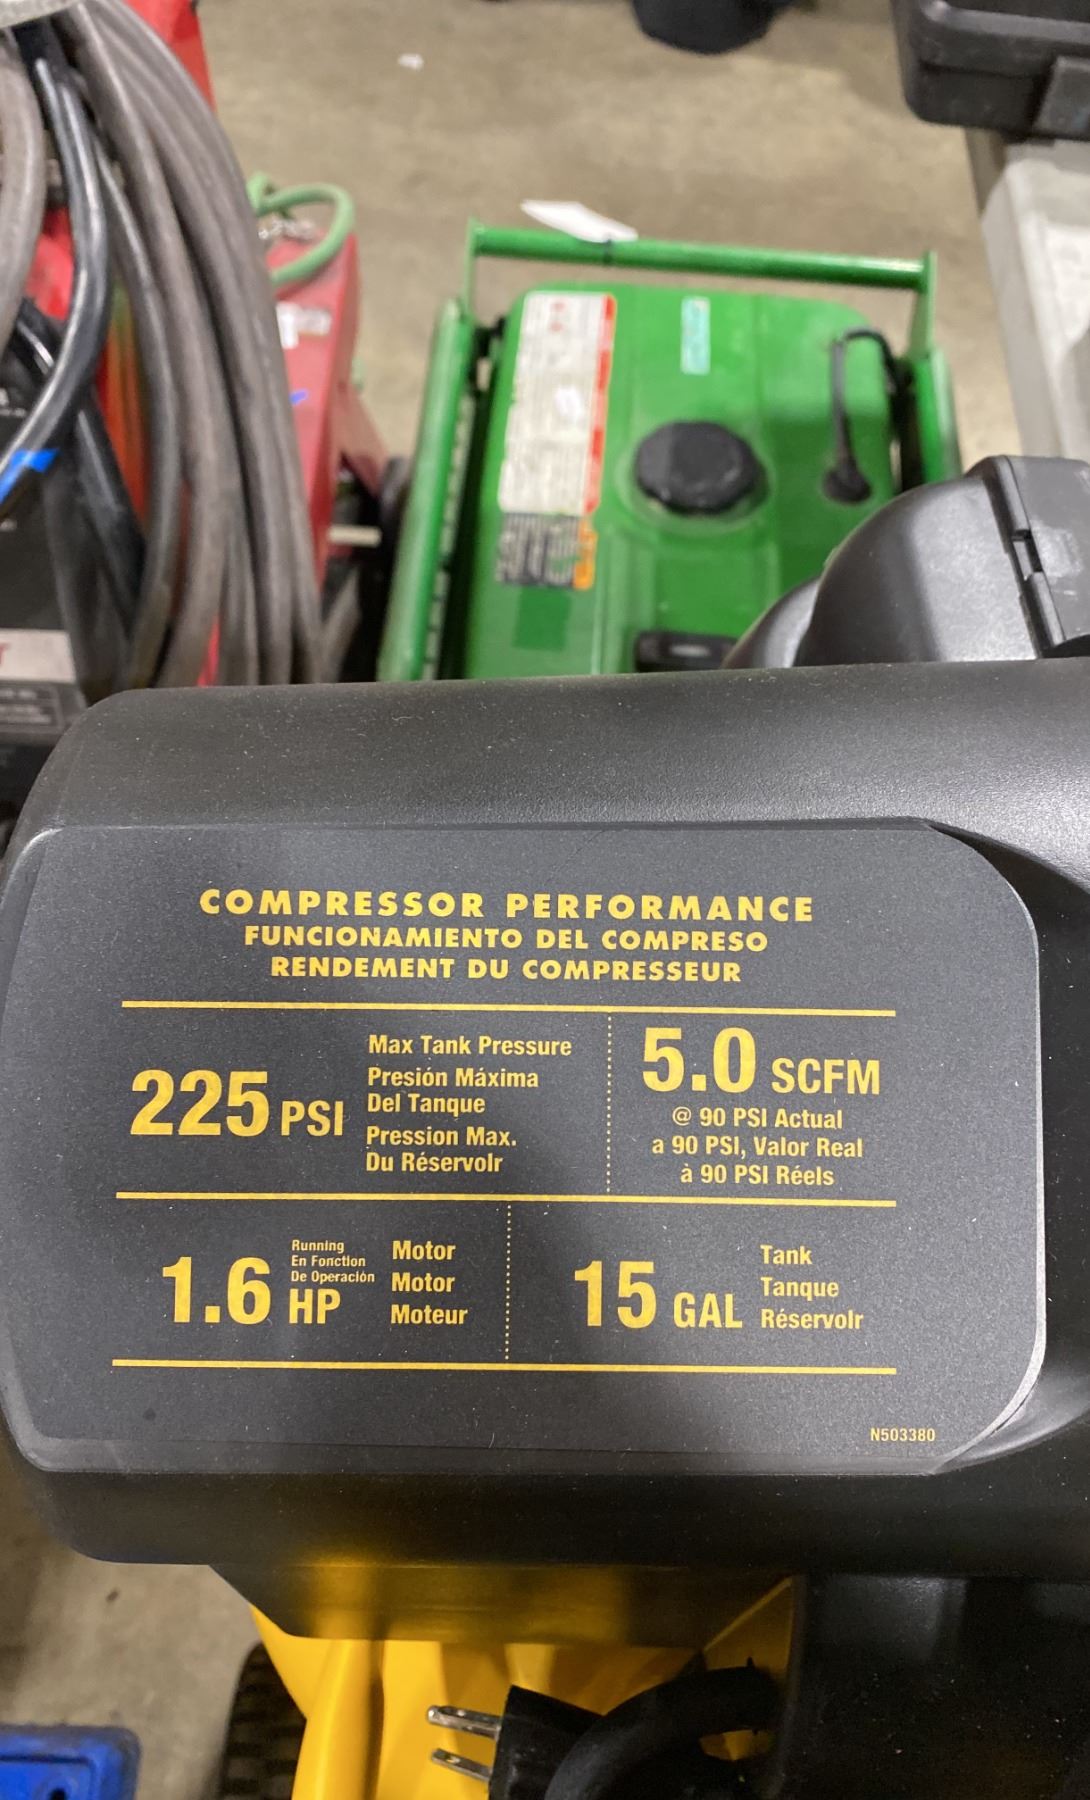 COMPRESSOR PERFORMANCE
FUNCIONAMIENTO DEL COMPRESO
RENDEMENT DU COMPRESSEUR
225 PSI
Max Tank Pressure
Presión Máxima
Del Tanque
Pression Max.
Du Réservolr
5.0 SCFM
@ 90 PSI Actual
a 90 PSI, Valor Real
à 90 PSI Réels
1.6 HP
Running
En Fonction
De Operación
Motor
Motor
Moteur
15 GAL
Tank
Tanque
Réservolr
N503380